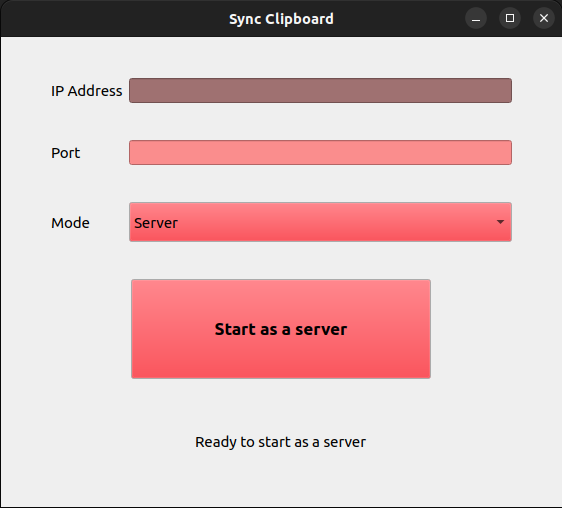 Sync Clipboard
IP Address
Port
Mode
Server
Start as a server
Ready to start as a server